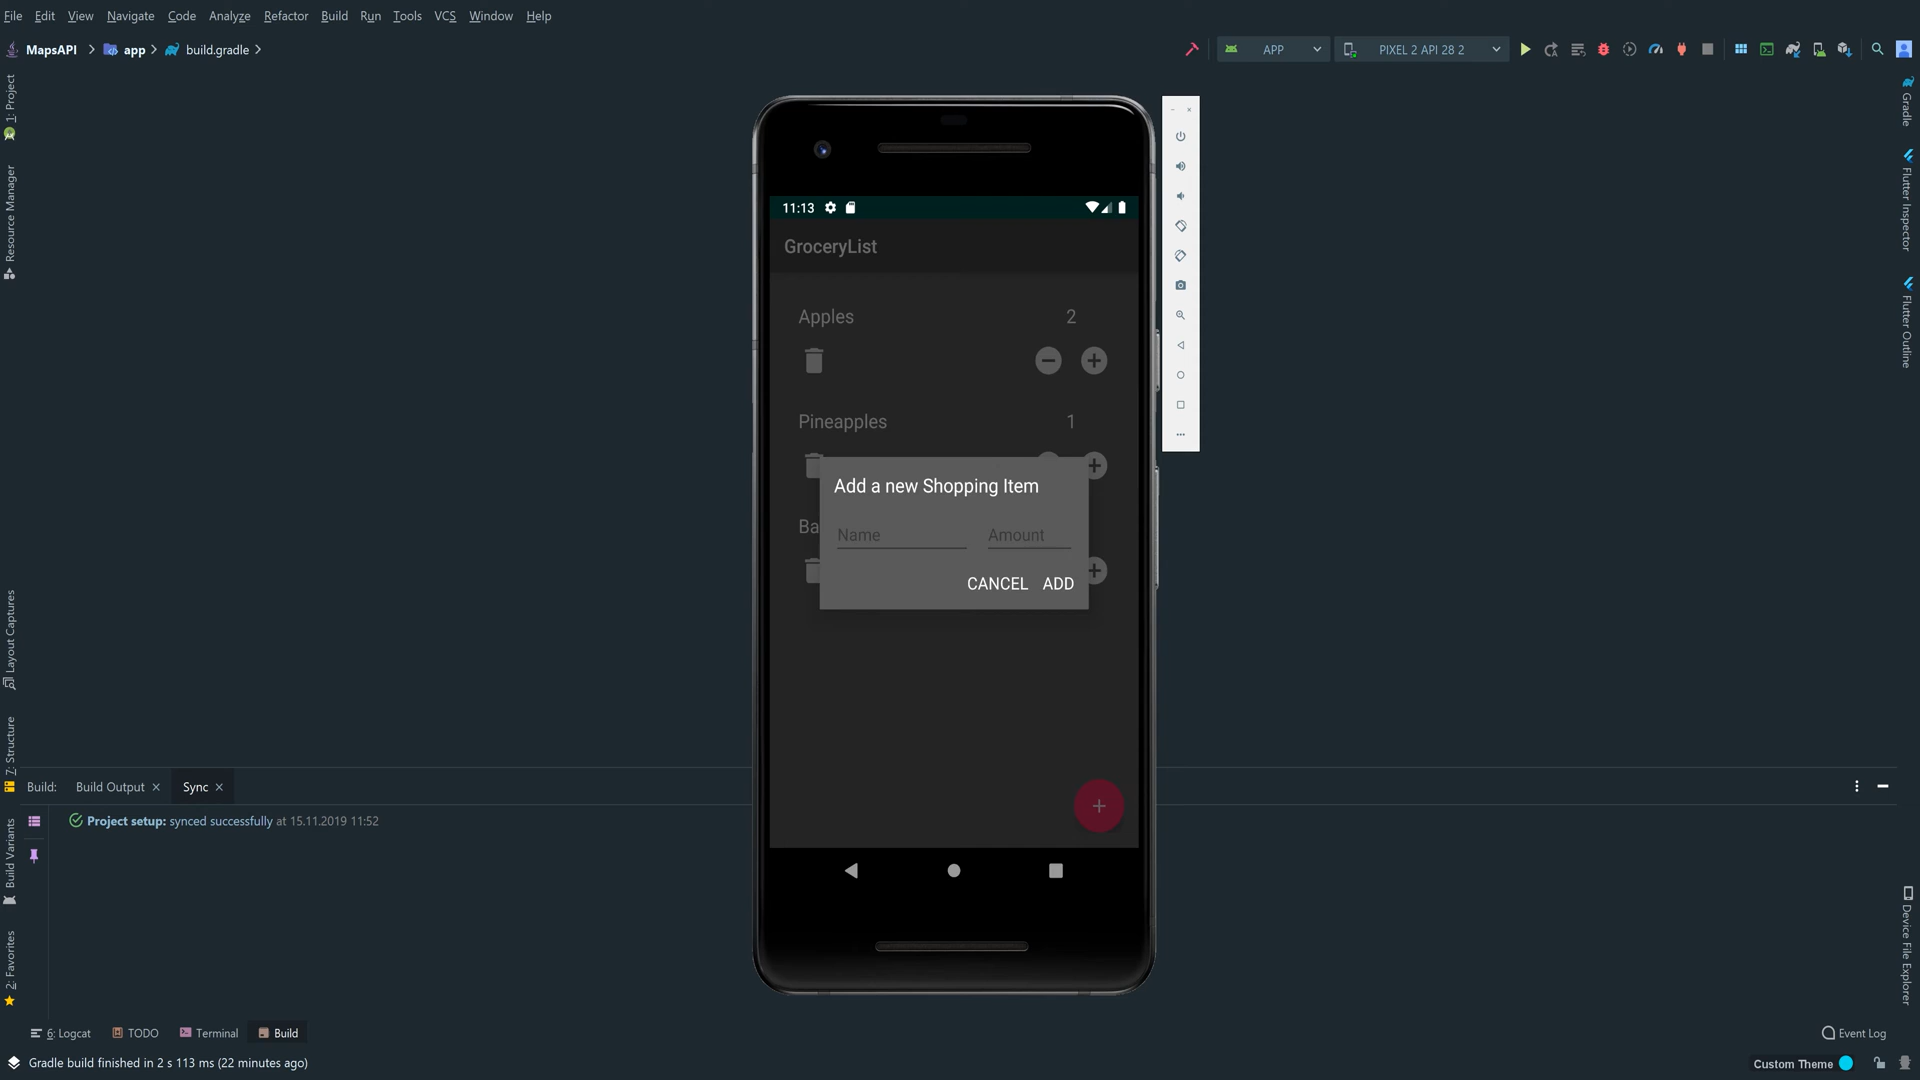 File Edit View Navigate Code Analyze Refactor Build Run Tools VCS Window Help
MapsAPI app build.gradle APP PIXEL 2 API 28 2
1: Project
Resource Manager
Layout Captures
7: Structure
Build Variants
2: Favorites
11:13
GroceryList
Apples 2
Pineapples 1
Add a new Shopping Item
Ba
Name Amount
CANCEL ADD
Gradle
Flutter Inspector
Flutter Outline
Device File Explorer
Build: Build Output Sync
Project setup: synced successfully at 15.11.2019 11:52
6: Logcat TODO Terminal Build Event Log
Gradle build finished in 2 s 113 ms (22 minutes ago) Custom Theme